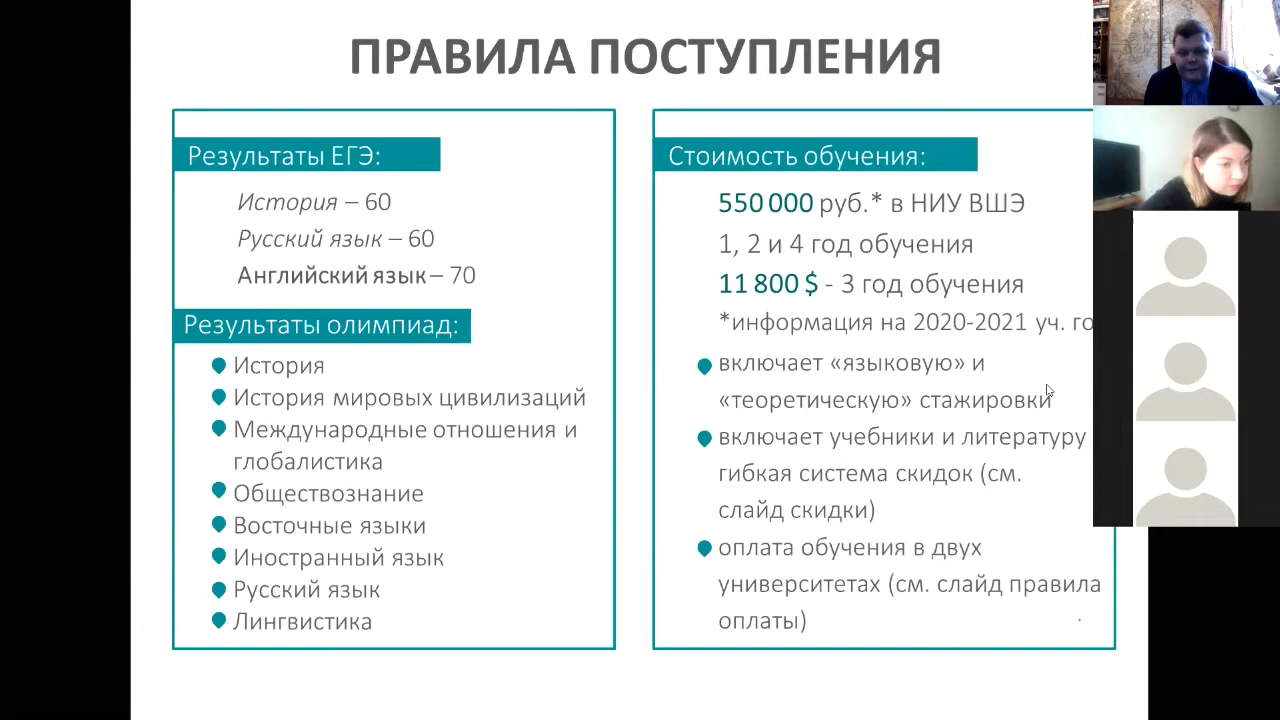 ПРАВИЛА ПОСТУПЛЕНИЯ
Результаты ЕГЭ:
История – 60
Русский язык – 60
Английский язык – 70
Результаты олимпиад:
История
История мировых цивилизаций
Международные отношения и
глобалистика
Обществознание
Восточные языки
Иностранный язык
Русский язык
Лингвистика
Стоимость обучения:
550 000 руб.* в НИУ ВШЭ
1, 2 и 4 год обучения
11 800 $ - 3 год обучения
*информация на 2020-2021 уч. го
включает «языковую» и
«теоретическую» стажировки
включает учебники и литературу
гибкая система скидок (см.
слайд скидки)
оплата обучения в двух
университетах (см. слайд правила
оплаты)